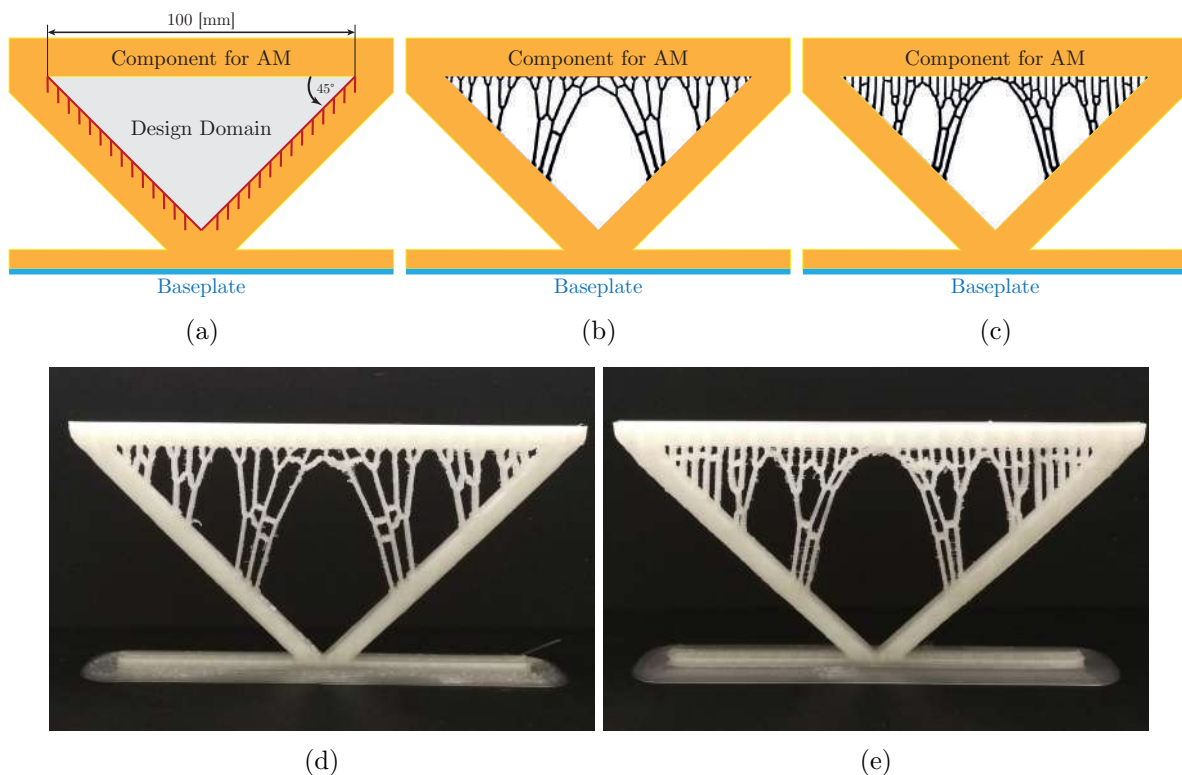 100 [mm]
Component for AM
45°
Design Domain
Baseplate
(a)
Component for AM
Baseplate
(b)
Component for AM
Baseplate
(c)
(d)
(e)